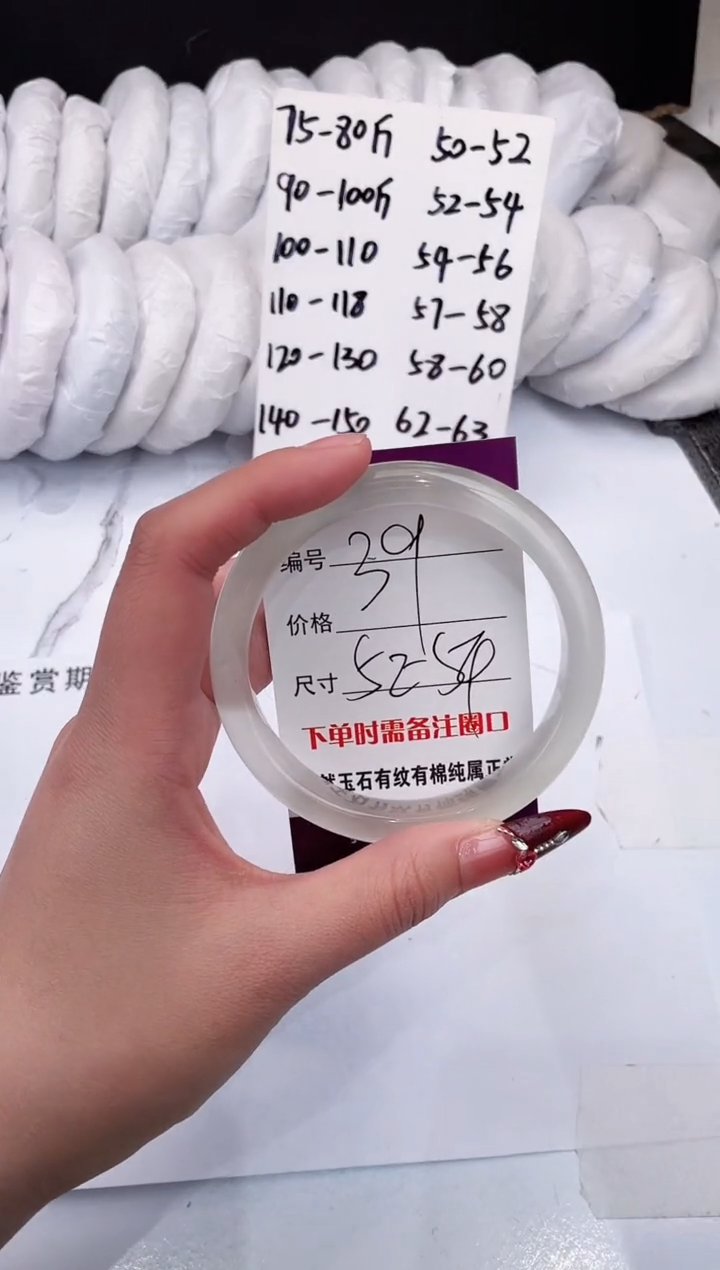 75-80斤 50-52
90-100斤 52-54
100-110 54-56
110-118 57-58
120-130 58-60
140-150 62-63
编号 39
价格
尺寸 52-59
鉴赏期
下单时需备注圈口
然玉石有纹有棉纯属正常